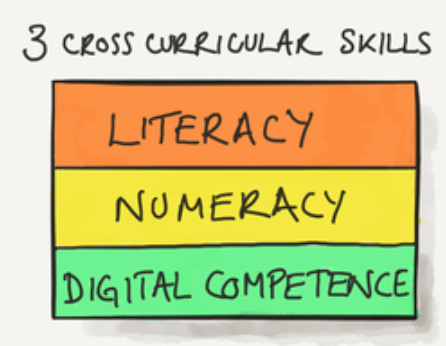 3 CROSS CURRICULAR SKILLS
LITERACY
NUMERACY
DIGITAL COMPETENCE